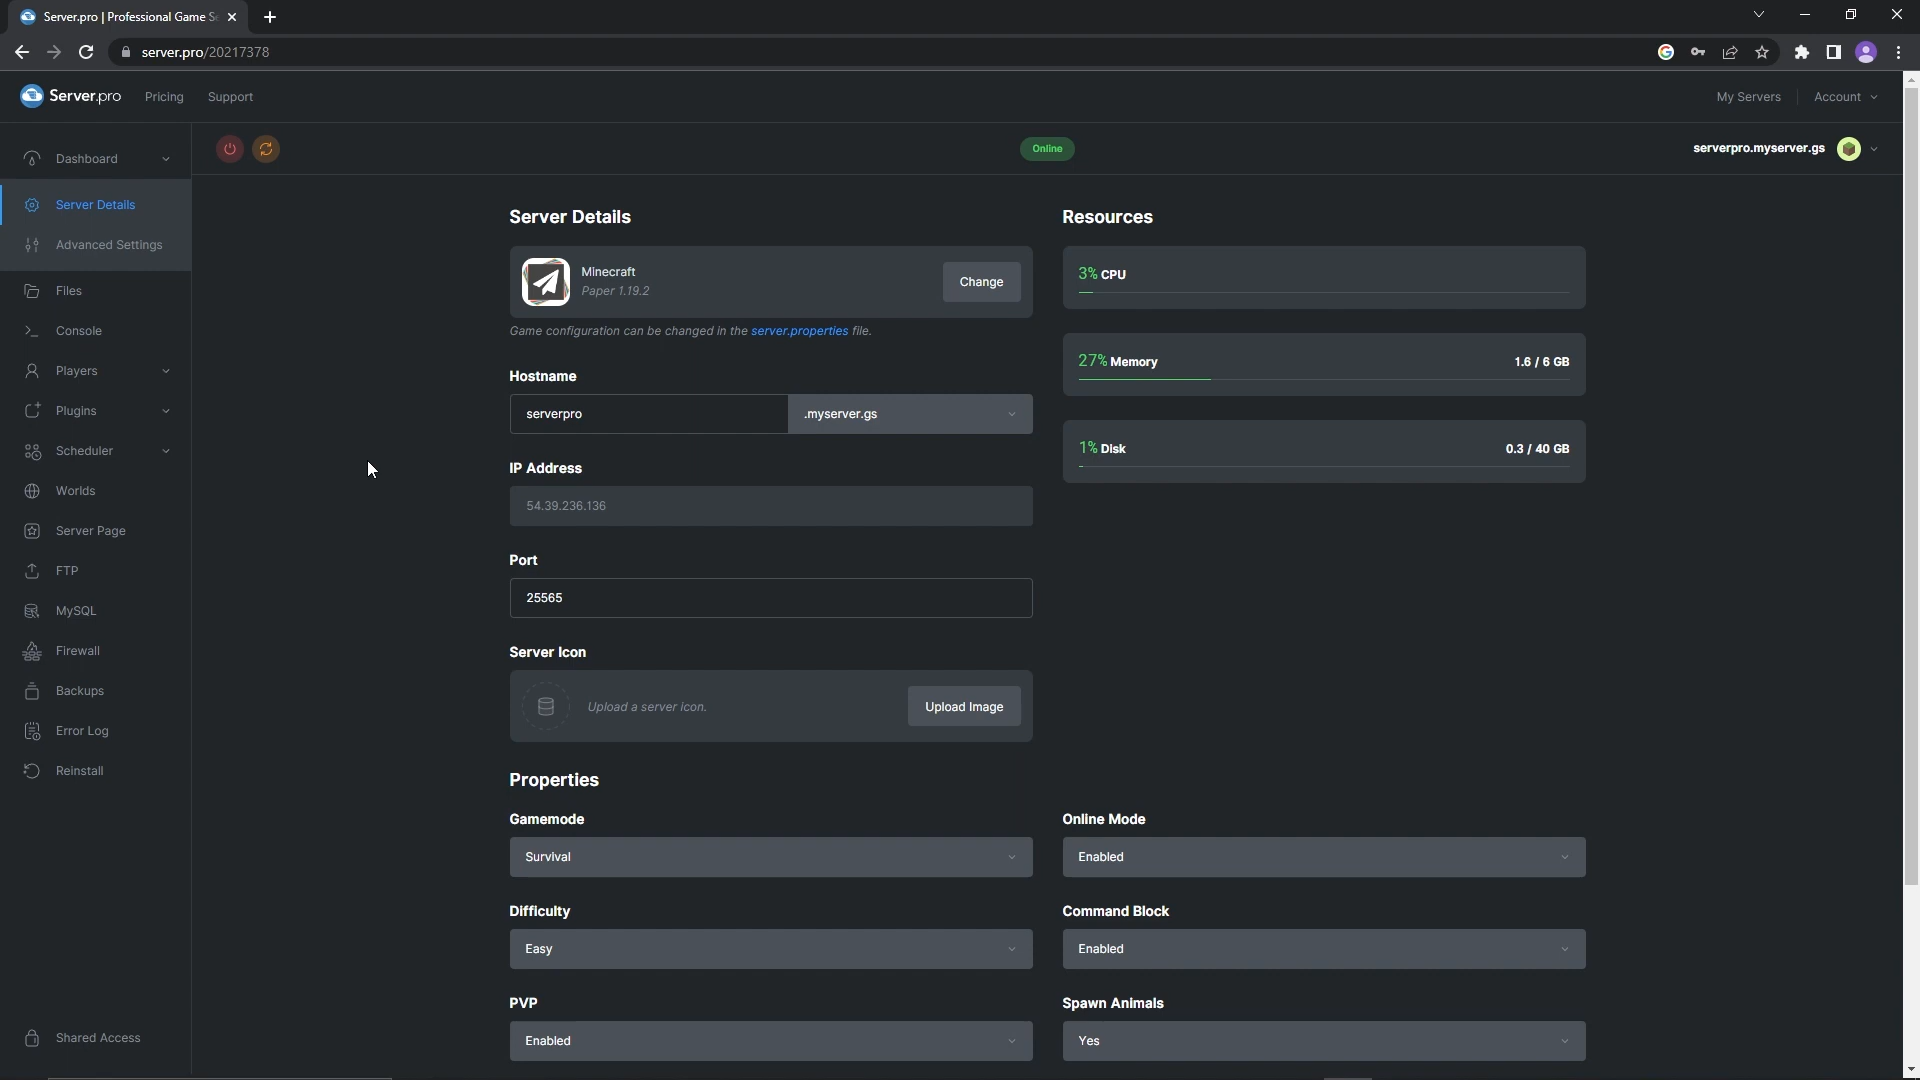 Server.pro | Professional Game S
server.pro/20217378
Server.pro
Pricing
Support
My Servers
Account
Dashboard
Online
serverpro.myserver.gs
Server Details
Advanced Settings
Files
Console
Players
Plugins
Scheduler
Worlds
Server Page
FTP
MySQL
Firewall
Backups
Error Log
Reinstall
Shared Access
Server Details
Minecraft
Paper 1.19.2
Change
Game configuration can be changed in the server.properties file.
Hostname
serverpro
.myserver.gs
IP Address
54.39.236.136
Port
25565
Server Icon
Upload a server icon.
Upload Image
Resources
3% CPU
27% Memory
1.6 / 6 GB
1% Disk
0.3 / 40 GB
Properties
Gamemode
Survival
Online Mode
Enabled
Difficulty
Easy
Command Block
Enabled
PVP
Enabled
Spawn Animals
Yes